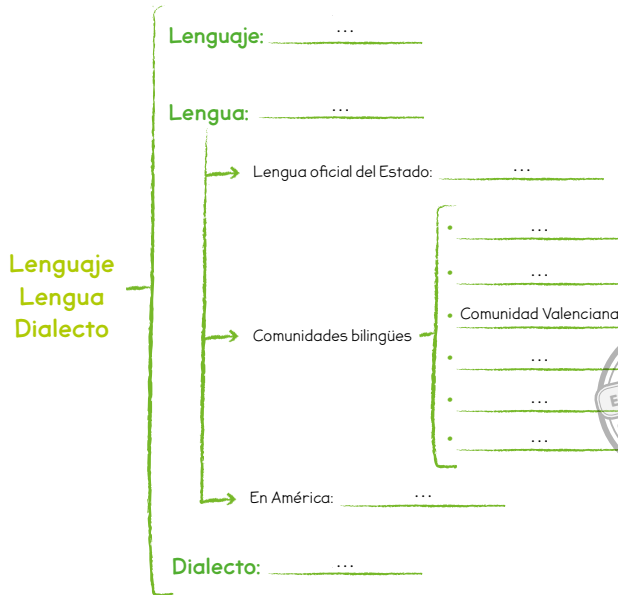 Lenguaje: ...
Lengua: ...
Lengua oficial del Estado: ...
• ...
• ...
Lenguaje
Lengua
Dialecto
• Comunidad Valenciana
Comunidades bilingües
• ...
• ...
• ...
En América: ...
Dialecto: ...